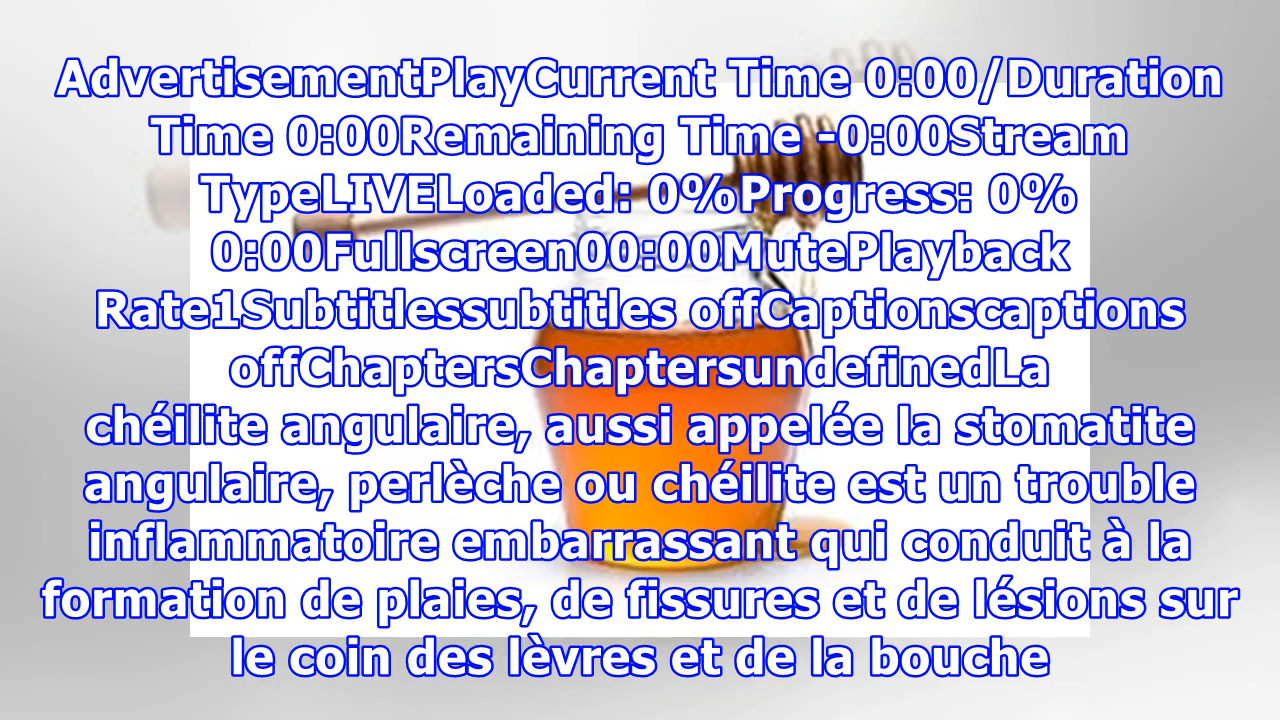 AdvertisementPlayCurrent Time 0:00/Duration
Time 0:00Remaining Time -0:00Stream
TypeLIVELoaded: 0%Progress: 0%
0:00Fullscreen00:00MutePlayback
Rate1Subtitlessubtitles offCaptionscaptions
offChaptersChaptersundefinedLa
chéilite angulaire, aussi appelée la stomatite
angulaire, perlèche ou chéilite est un trouble
inflammatoire embarrassant qui conduit à la
formation de plaies, de fissures et de lésions sur
le coin des lèvres et de la bouche